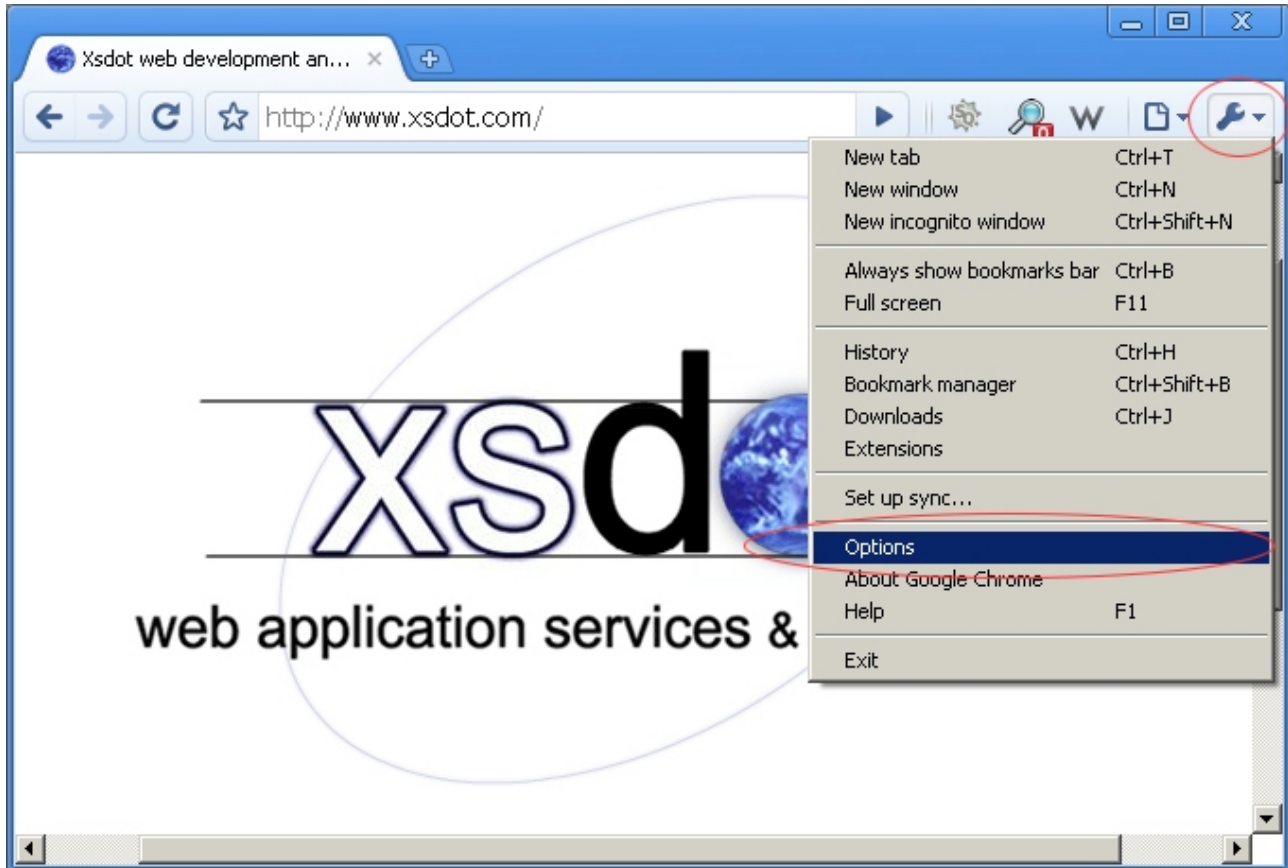 Xsdot web development an...
http://www.xsdot.com/
0
W
New tab Ctrl+T
New window Ctrl+N
New incognito window Ctrl+Shift+N
Always show bookmarks bar Ctrl+B
Full screen F11
History Ctrl+H
Bookmark manager Ctrl+Shift+B
Downloads Ctrl+J
Extensions
Set up sync...
Options
About Google Chrome
Help F1
Exit
xsdo
web application services &